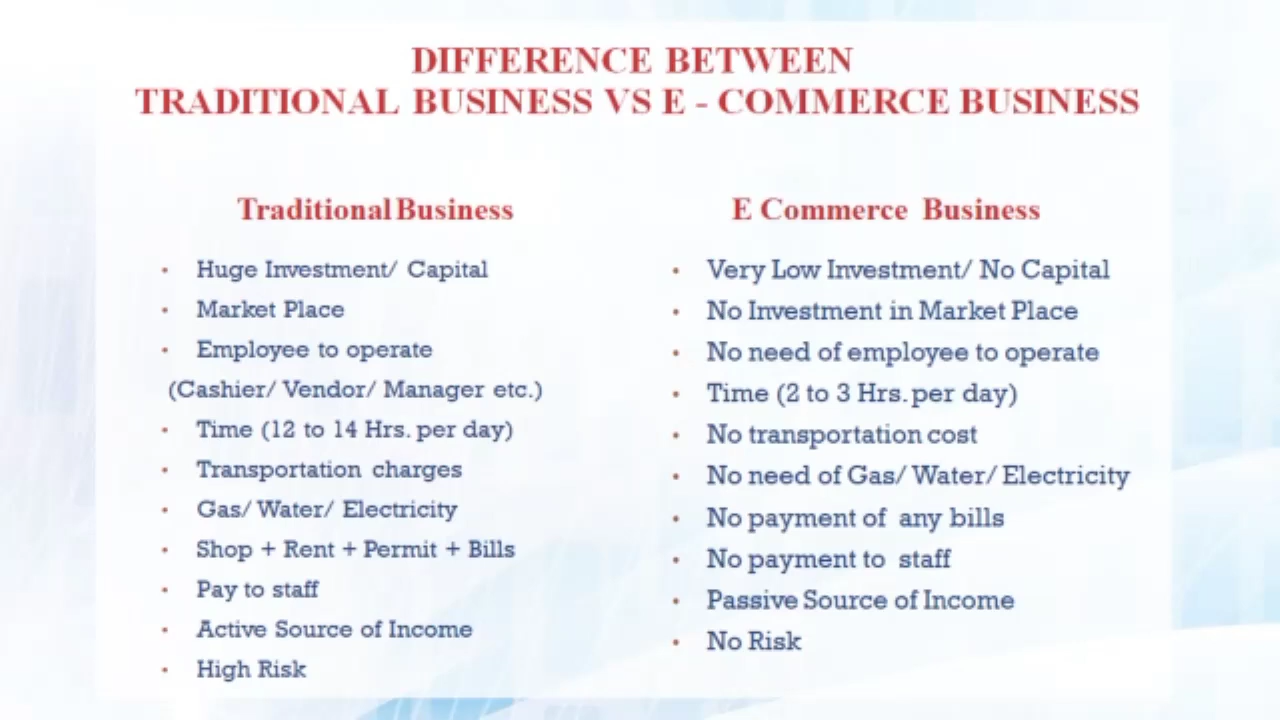 DIFFERENCE BETWEEN
TRADITIONAL BUSINESS VS E - COMMERCE BUSINESS
Traditional Business
• Huge Investment/ Capital
• Market Place
• Employee to operate
(Cashier/ Vendor/ Manager etc.)
• Time (12 to 14 Hrs. per day)
• Transportation charges
• Gas/ Water/ Electricity
• Shop + Rent + Permit + Bills
• Pay to staff
• Active Source of Income
• High Risk
E Commerce Business
• Very Low Investment/ No Capital
• No Investment in Market Place
• No need of employee to operate
• Time (2 to 3 Hrs. per day)
• No transportation cost
• No need of Gas/ Water/ Electricity
• No payment of any bills
• No payment to staff
• Passive Source of Income
• No Risk